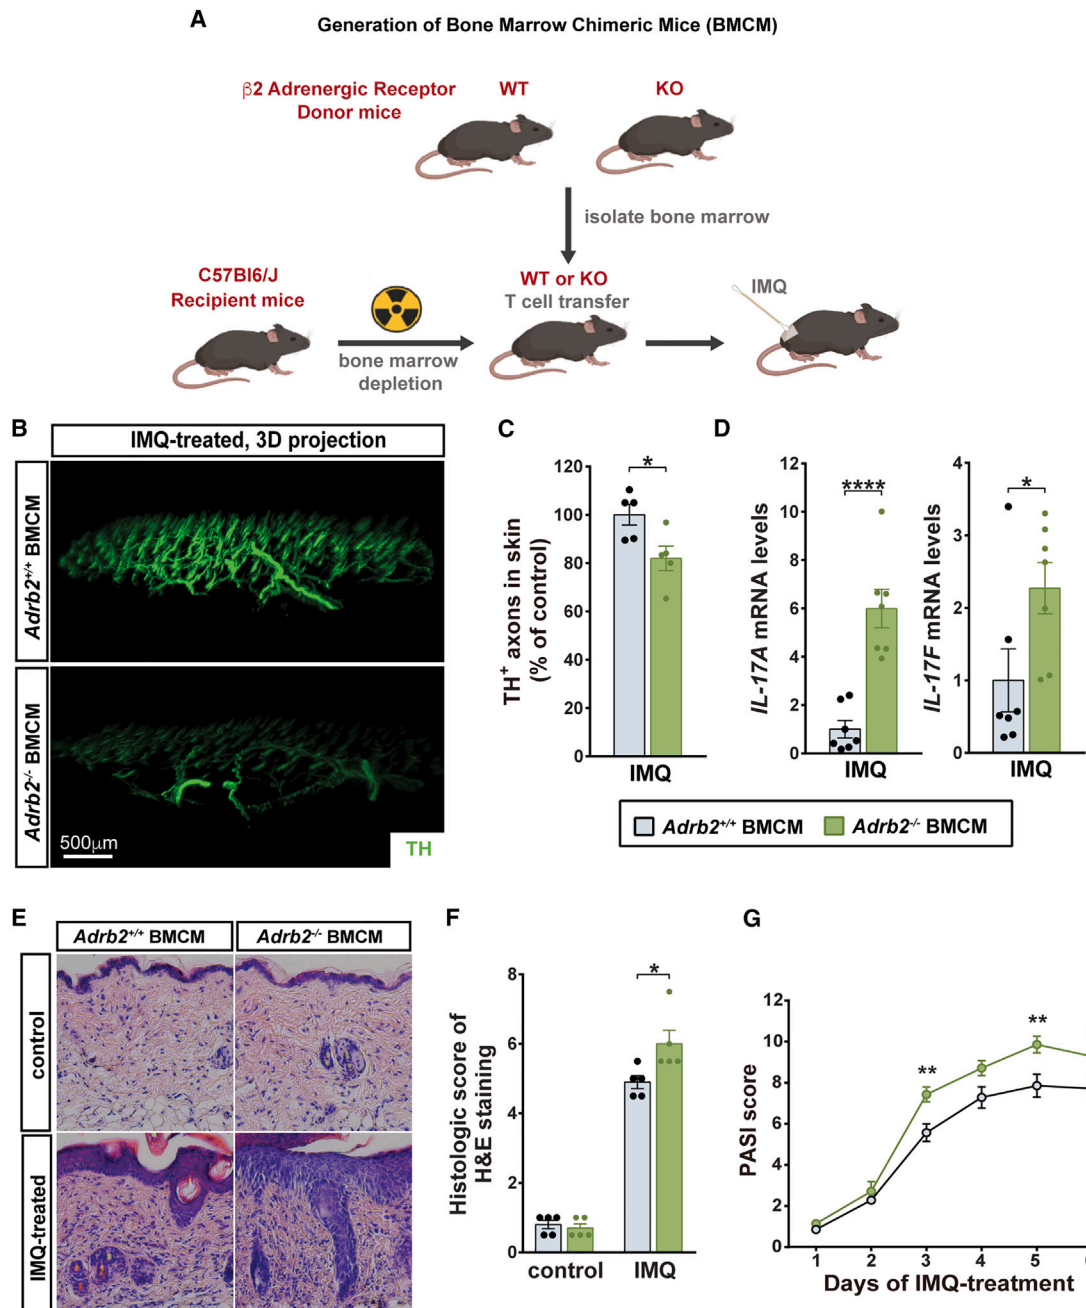 A
Generation of Bone Marrow Chimeric Mice (BMCM)
β2 Adrenergic Receptor
Donor mice
WT
KO
isolate bone marrow
C57Bl6/J
Recipient mice
WT or KO
T cell transfer
IMQ
bone marrow
depletion
B
IMQ-treated, 3D projection
Adrb2+/+ BMCM
Adrb2-/- BMCM
500μm
TH
C
TH+ axons in skin
(% of control)
120
100
80
60
40
20
0
*
IMQ
D
IL-17A mRNA levels
12
10
8
6
4
2
0
****
IMQ
IL-17F mRNA levels
4
3
2
1
0
*
IMQ
Adrb2+/+ BMCM
Adrb2-/- BMCM
E
Adrb2+/+ BMCM
Adrb2-/- BMCM
control
IMQ-treated
F
Histologic score of
H&E staining
8
6
4
2
0
*
control
IMQ
G
PASI score
12
10
8
6
4
2
0
**
**
1
2
3
4
5
Days of IMQ-treatment